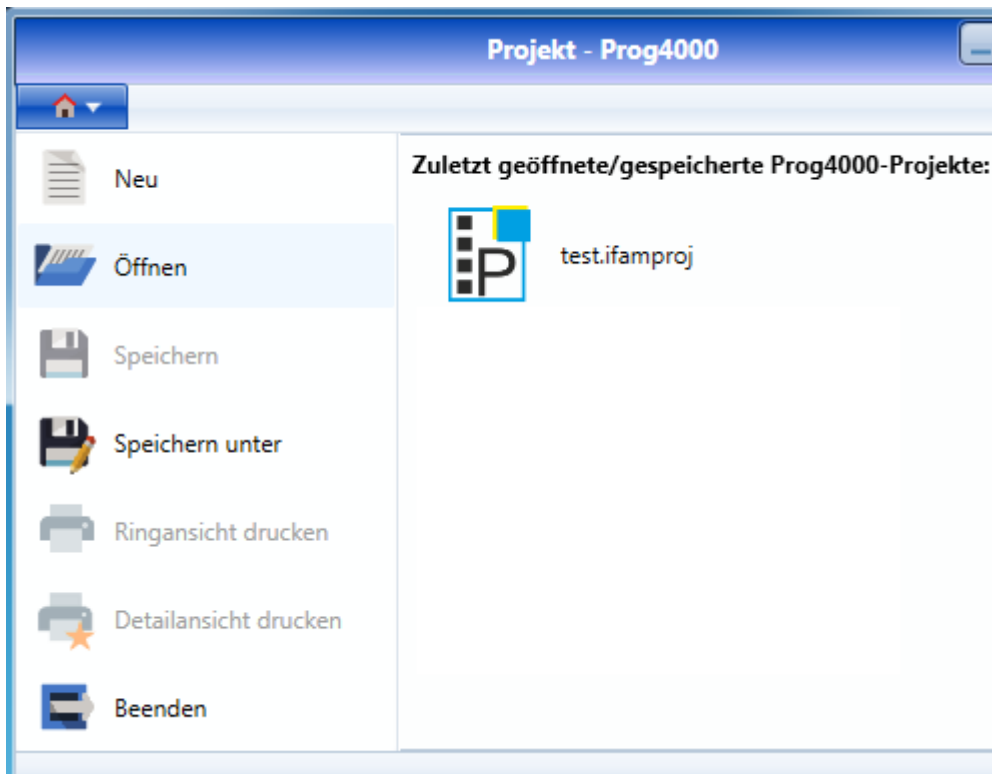 Projekt - Prog4000
Neu
Öffnen
Speichern
Speichern unter
Ringansicht drucken
Detailansicht drucken
Beenden
Zuletzt geöffnete/gespeicherte Prog4000-Projekte:
P
test.ifamproj